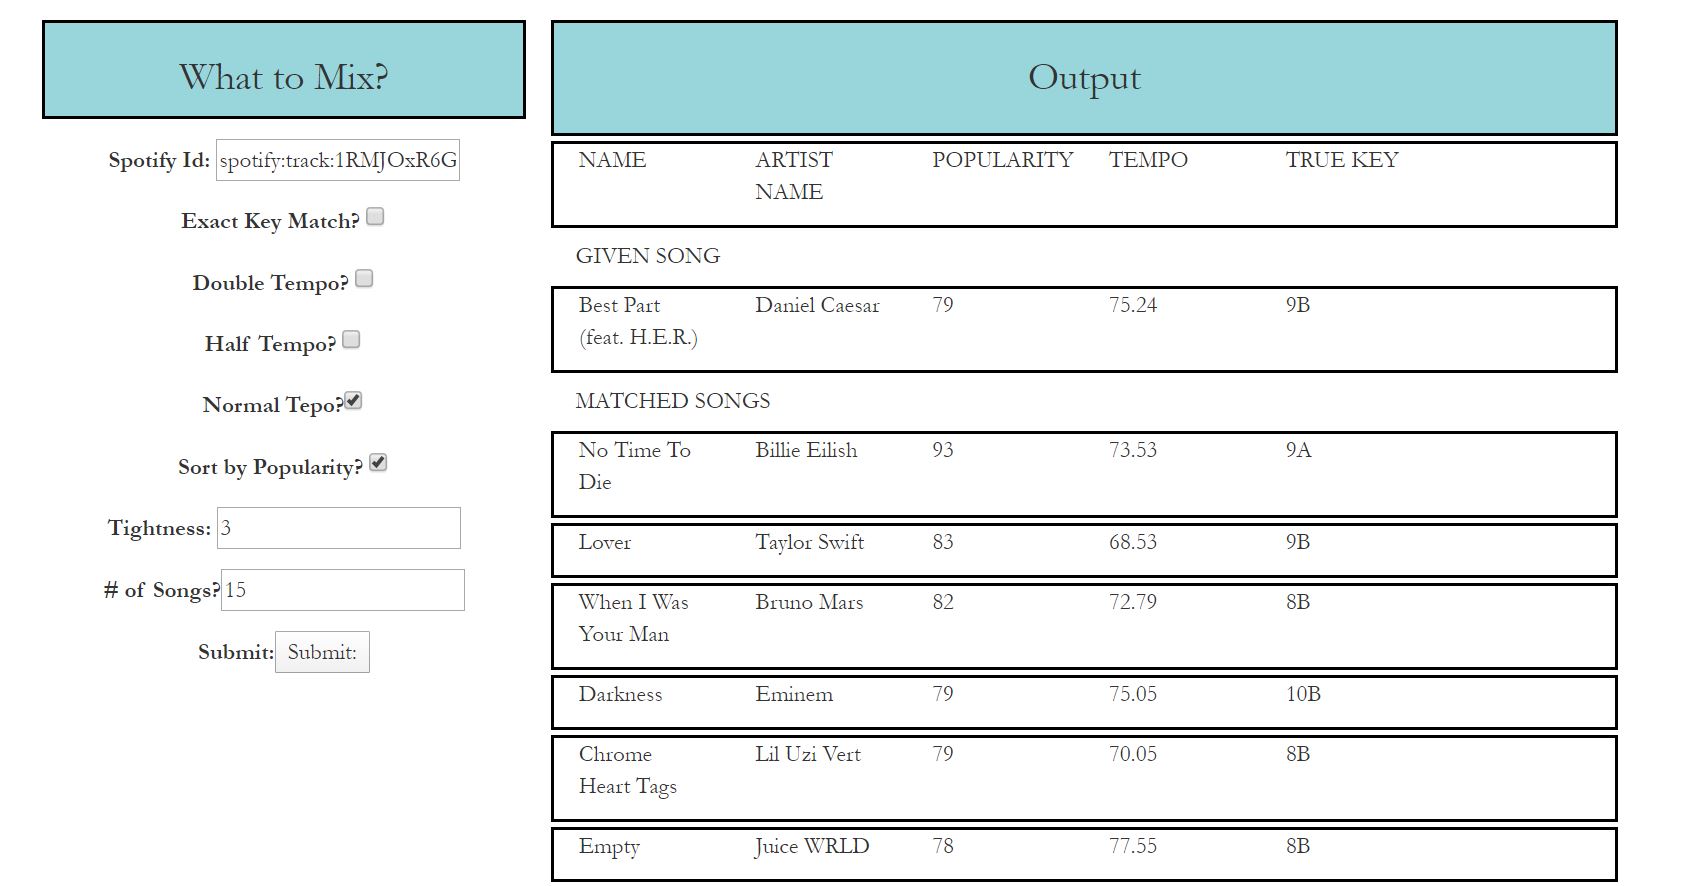 What to Mix?
Spotify Id: spotify:track:1RMJOxR6G
Exact Key Match?
Double Tempo?
Half Tempo?
Normal Tepo?
Sort by Popularity?
Tightness: 3
# of Songs? 15
Submit: Submit:
Output
NAME ARTIST POPULARITY TEMPO TRUE KEY
NAME
GIVEN SONG
Best Part Daniel Caesar 79 75.24 9B
(feat. H.E.R.)
MATCHED SONGS
No Time To Billie Eilish 93 73.53 9A
Die
Lover Taylor Swift 83 68.53 9B
When I Was Bruno Mars 82 72.79 8B
Your Man
Darkness Eminem 79 75.05 10B
Chrome Lil Uzi Vert 79 70.05 8B
Heart Tags
Empty Juice WRLD 78 77.55 8B